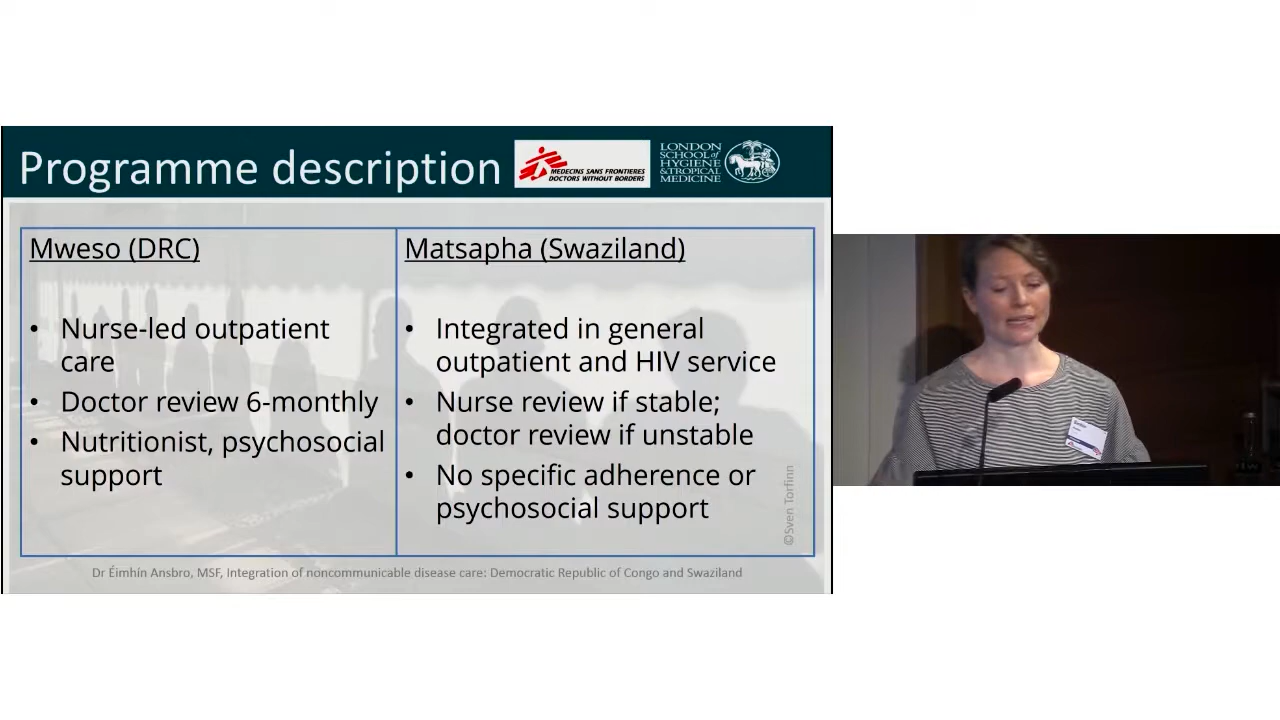 Programme description
MEDECINS SANS FRONTIERES
DOCTORS WITHOUT BORDERS
LONDON
SCHOOL of
HYGIENE
&TROPICAL
MEDICINE
Mweso (DRC)
• Nurse-led outpatient
care
• Doctor review 6-monthly
• Nutritionist, psychosocial
support
Matsapha (Swaziland)
• Integrated in general
outpatient and HIV service
• Nurse review if stable;
doctor review if unstable
• No specific adherence or
psychosocial support
©Sven Torfinn
Dr Éimhín Ansbro, MSF, Integration of noncommunicable disease care: Democratic Republic of Congo and Swaziland